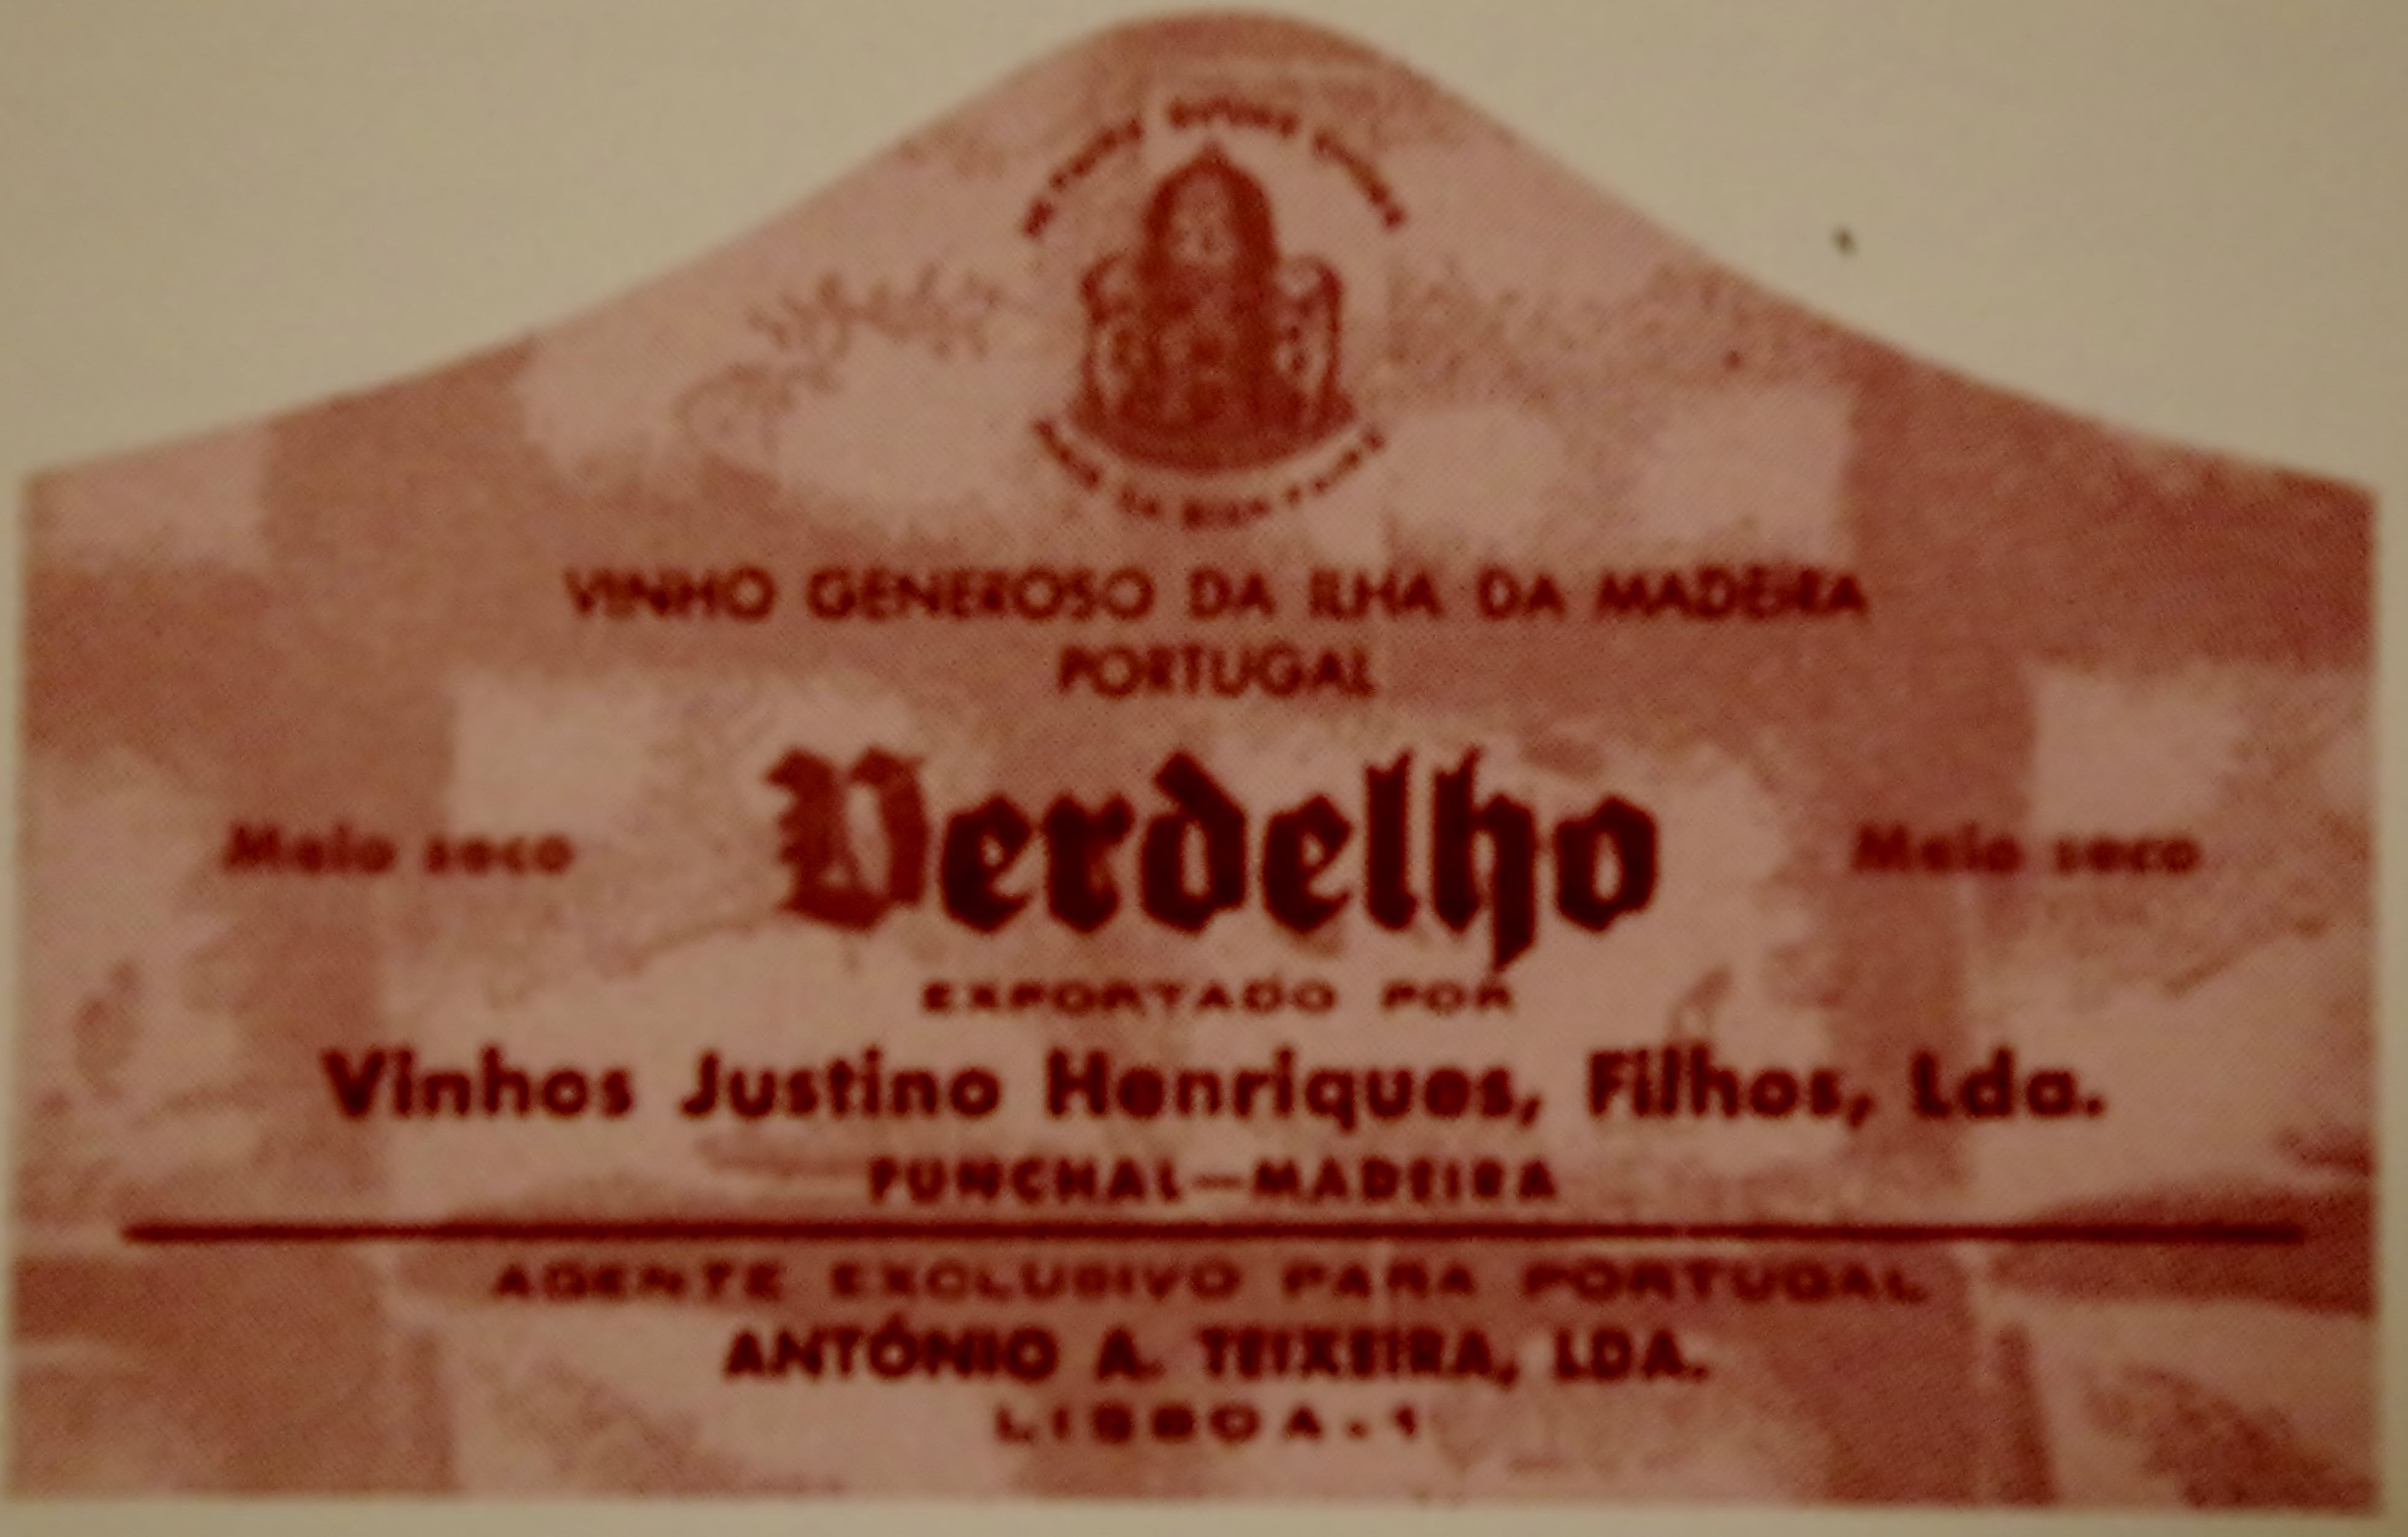 VINHO GENEROSO DA ILHA DA MADEIRA
PORTUGAL
Meio seco Verdelho Meio seco
EXPORTADO POR
Vinhos Justino Henriques, Filhos, Lda.
FUNCHAL—MADEIRA
AGENTE EXCLUSIVO PARA PORTUGAL
ANTÓNIO A. TEIXEIRA, LDA.
LISBOA-1